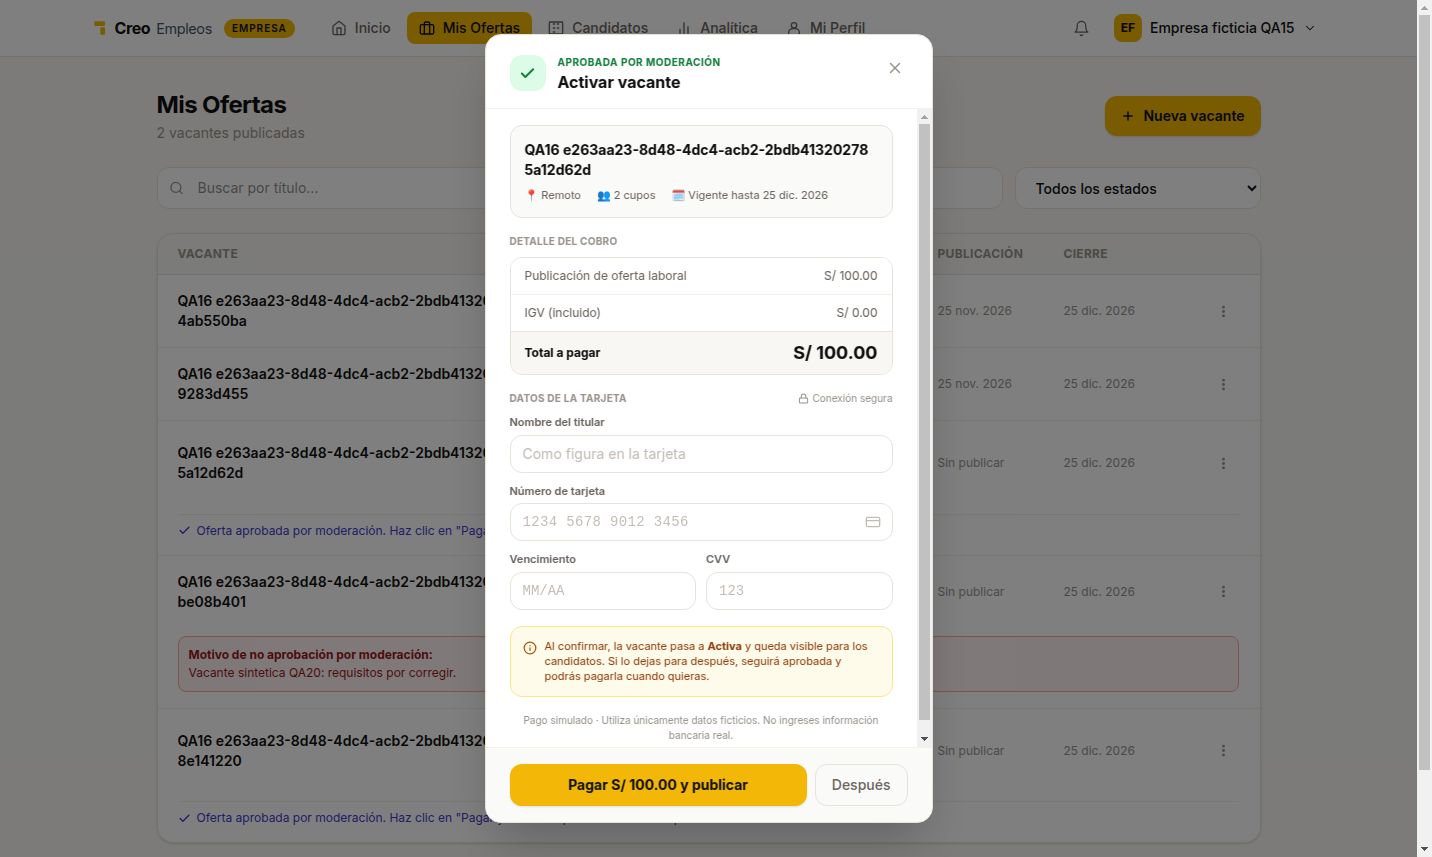 Creo Empleos EMPRESA
Inicio
Mis Ofertas
Candidatos
Analítica
Mi Perfil
EF
Empresa ficticia QA15
Mis Ofertas
2 vacantes publicadas
+ Nueva vacante
Buscar por título...
Todos los estados
VACANTE
PUBLICACIÓN
CIERRE
QA16 e263aa23-8d48-4dc4-acb2-2bdb4132
4ab550ba
25 nov. 2026
25 dic. 2026
QA16 e263aa23-8d48-4dc4-acb2-2bdb4132
9283d455
25 nov. 2026
25 dic. 2026
QA16 e263aa23-8d48-4dc4-acb2-2bdb4132
5a12d62d
Sin publicar
25 dic. 2026
Oferta aprobada por moderación. Haz clic en "Paga
QA16 e263aa23-8d48-4dc4-acb2-2bdb4132
be08b401
Sin publicar
25 dic. 2026
Motivo de no aprobación por moderación:
Vacante sintetica QA20: requisitos por corregir.
QA16 e263aa23-8d48-4dc4-acb2-2bdb4132
8e141220
Sin publicar
25 dic. 2026
Oferta aprobada por moderación. Haz clic en "Pagar
APROBADA POR MODERACIÓN
Activar vacante
QA16 e263aa23-8d48-4dc4-acb2-2bdb41320278
5a12d62d
Remoto
2 cupos
Vigente hasta 25 dic. 2026
DETALLE DEL COBRO
Publicación de oferta laboral S/ 100.00
IGV (incluido) S/ 0.00
Total a pagar S/ 100.00
DATOS DE LA TARJETA
Conexión segura
Nombre del titular
Como figura en la tarjeta
Número de tarjeta
1234 5678 9012 3456
Vencimiento
CVV
MM/AA
123
Al confirmar, la vacante pasa a Activa y queda visible para los
candidatos. Si lo dejas para después, seguirá aprobada y
podrás pagarla cuando quieras.
Pago simulado · Utiliza únicamente datos ficticios. No ingreses información
bancaria real.
Pagar S/ 100.00 y publicar
Después